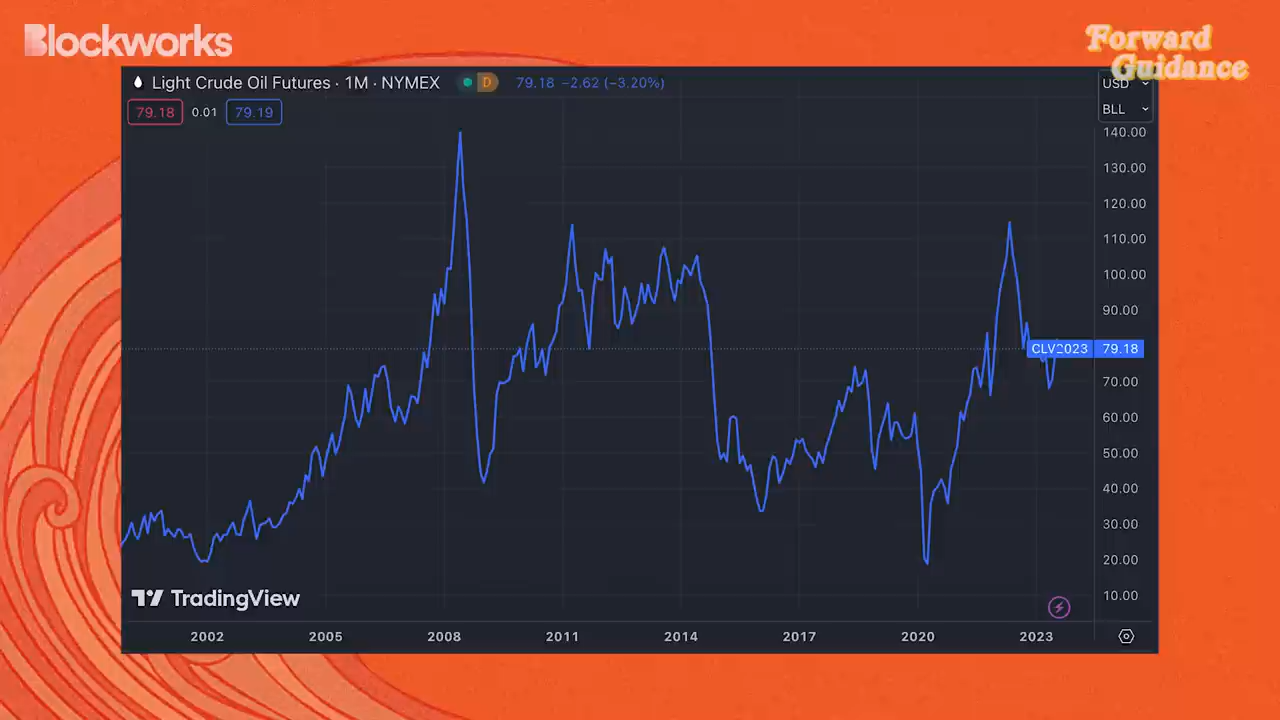 Blockworks
Forward
Guidance
Light Crude Oil Futures · 1M · NYMEX D 79.18 −2.62 (−3.20%)
USD
79.18 0.01 79.19
BLL
140.00
130.00
120.00
110.00
100.00
90.00
CLV2023 79.18
70.00
60.00
50.00
40.00
30.00
20.00
10.00
TradingView
2002 2005 2008 2011 2014 2017 2020 2023